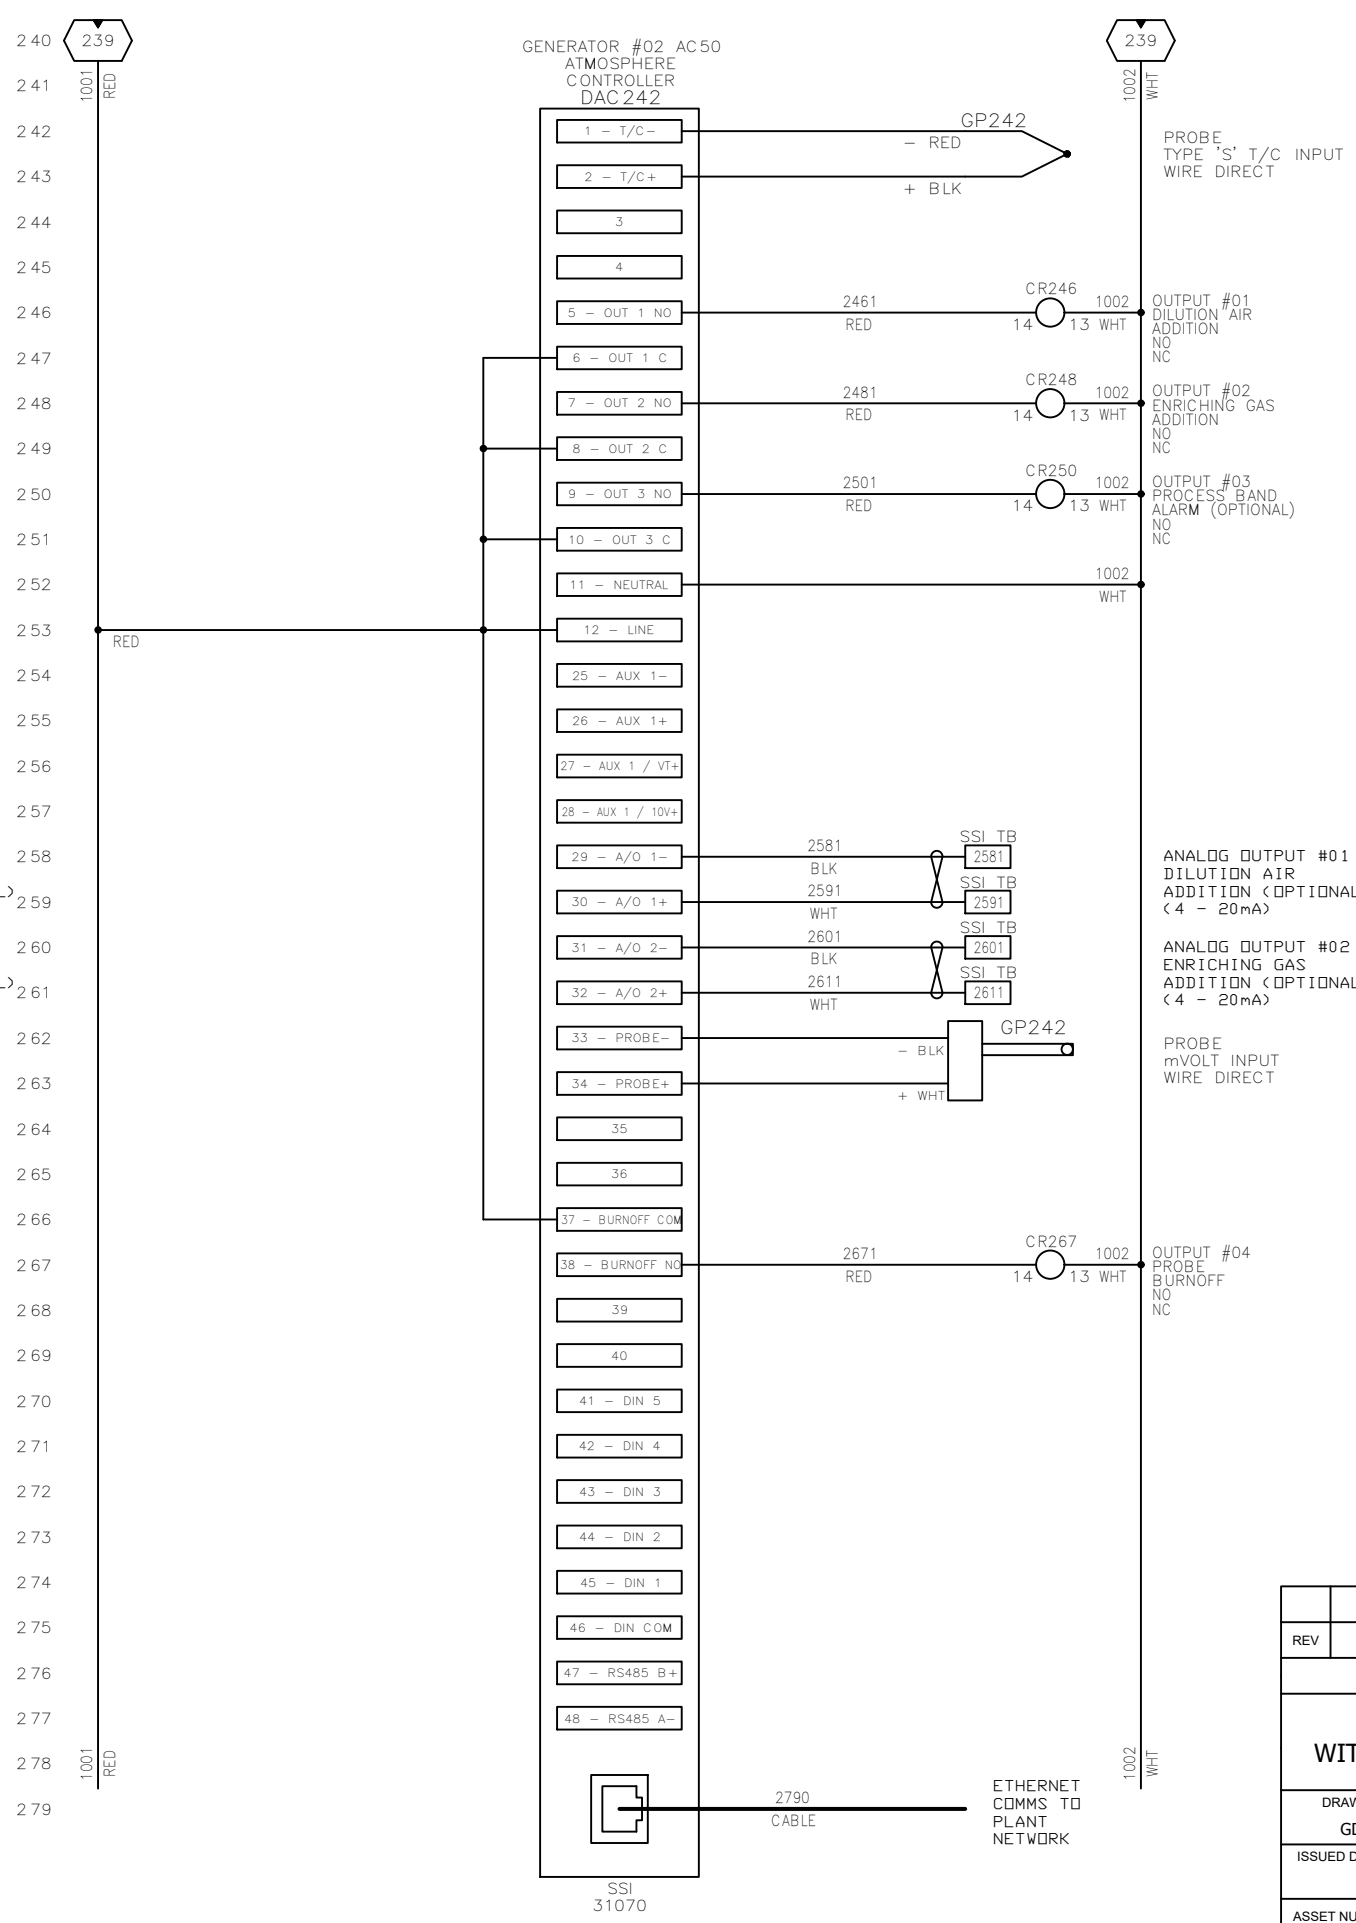 240
239
GENERATOR #02 AC50
ATMOSPHERE
CONTROLLER
DAC242
239
241
1001
RED
1002
WHT
242
1 - T/C-
GP242
- RED
PROBE
TYPE 'S' T/C INPUT
WIRE DIRECT
243
2 - T/C+
+ BLK
244
3
245
4
246
5 - OUT 1 NO
2461
RED
CR246
14
13
1002
WHT
OUTPUT #01
DILUTION AIR
ADDITION
NO
NC
247
6 - OUT 1 C
248
7 - OUT 2 NO
2481
RED
CR248
14
13
1002
WHT
OUTPUT #02
ENRICHING GAS
ADDITION
NO
NC
249
8 - OUT 2 C
250
9 - OUT 3 NO
2501
RED
CR250
14
13
1002
WHT
OUTPUT #03
PROCESS BAND
ALARM (OPTIONAL)
NO
NC
251
10 - OUT 3 C
252
11 - NEUTRAL
1002
WHT
253
RED
12 - LINE
254
25 - AUX 1-
255
26 - AUX 1+
256
27 - AUX 1 / VT+
257
28 - AUX 1 / 10V+
258
29 - A/O 1-
2581
BLK
SSI TB
2581
ANALOG OUTPUT #01
DILUTION AIR
ADDITION (OPTIONAL
(4 - 20mA)
259
30 - A/O 1+
2591
WHT
SSI TB
2591
260
31 - A/O 2-
2601
BLK
SSI TB
2601
ANALOG OUTPUT #02
ENRICHING GAS
ADDITION (OPTIONAL
(4 - 20mA)
261
32 - A/O 2+
2611
WHT
SSI TB
2611
262
33 - PROBE-
- BLK
GP242
PROBE
mVOLT INPUT
WIRE DIRECT
263
34 - PROBE+
+ WHT
264
35
265
36
266
37 - BURNOFF COM
267
38 - BURNOFF NO
2671
RED
CR267
14
13
1002
WHT
OUTPUT #04
PROBE
BURNOFF
NO
NC
268
39
269
40
270
41 - DIN 5
271
42 - DIN 4
272
43 - DIN 3
273
44 - DIN 2
274
45 - DIN 1
275
46 - DIN COM
REV
276
47 - RS485 B+
277
48 - RS485 A-
278
1001
RED
1002
WHT
WIT
279
2790
CABLE
ETHERNET
COMMS TO
PLANT
NETWORK
DRAW
GD
ISSUED D
SSI
31070
ASSET NU